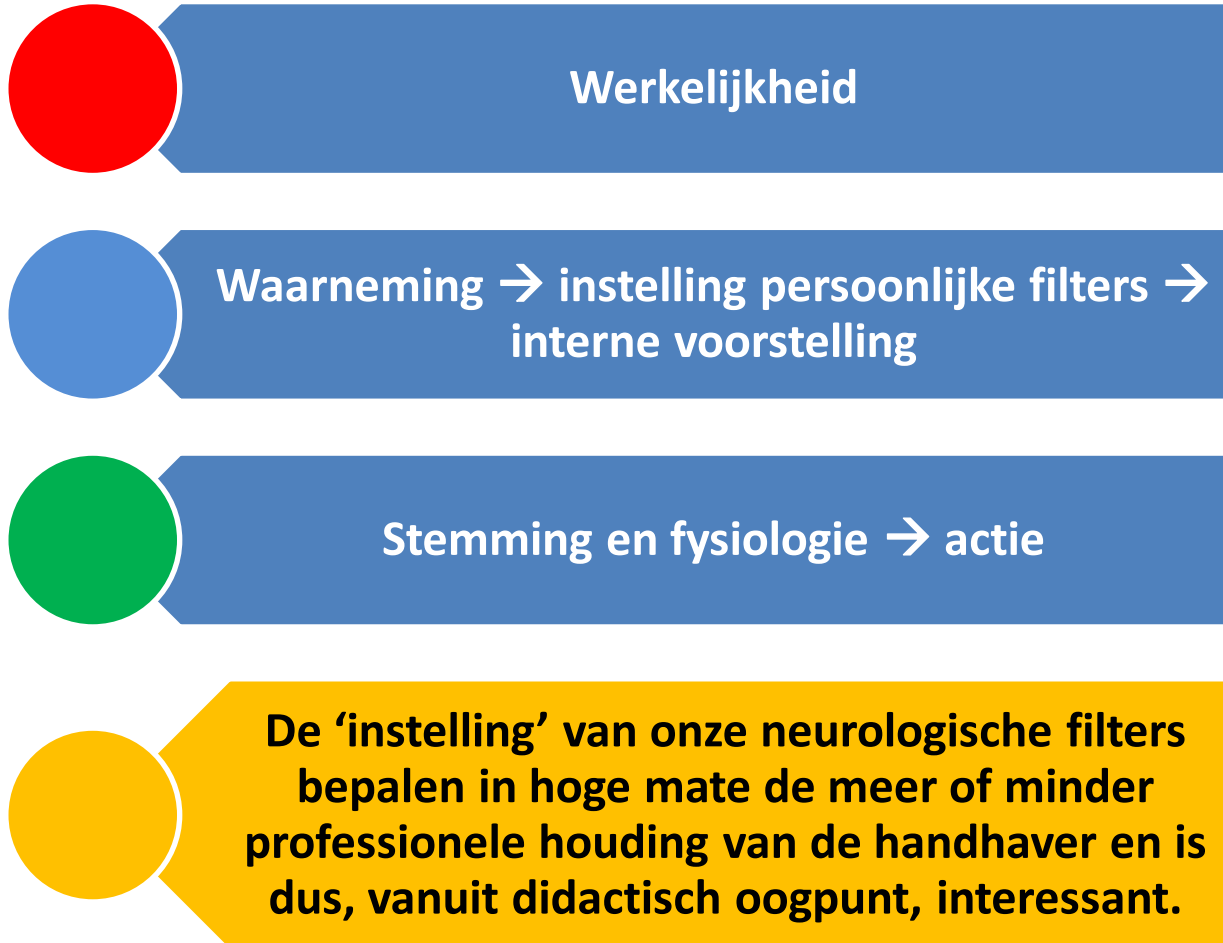 Werkelijkheid
Waarneming → instelling persoonlijke filters →
interne voorstelling
Stemming en fysiologie → actie
De ‘instelling’ van onze neurologische filters
bepalen in hoge mate de meer of minder
professionele houding van de handhaver en is
dus, vanuit didactisch oogpunt, interessant.